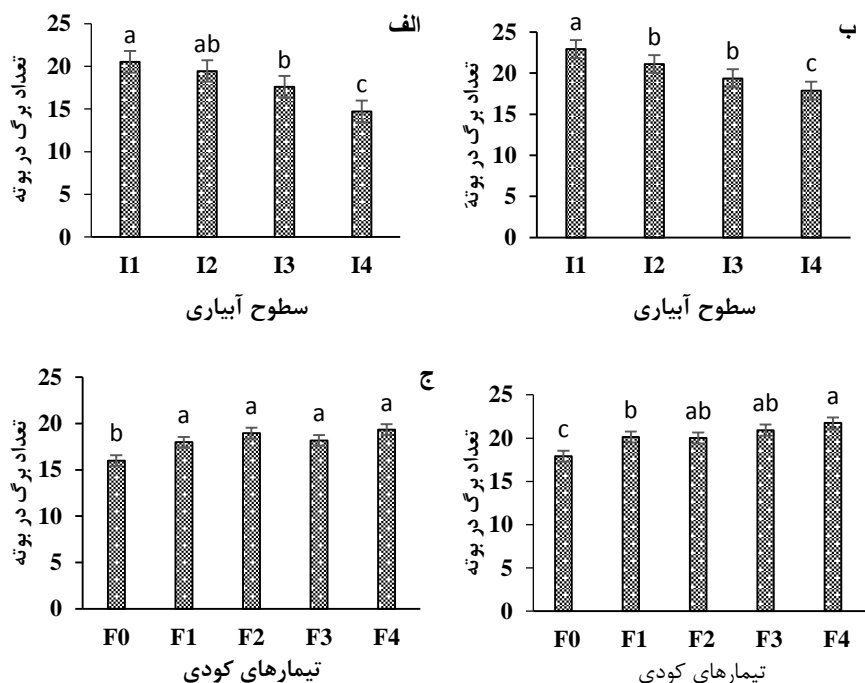 الف
a ab b c
25
20
15
10
5
0
تعداد برگ در بوته
I1 I2 I3 I4
سطوح آبیاری
ب
a b b c
25
20
15
10
5
0
تعداد برگ در بوتهَ
I1 I2 I3 I4
سطوح آبیاری
ج
b a a a a
25
20
15
10
5
0
تعداد برگ در بوته
F0 F1 F2 F3 F4
تیمارهای کودی
c b ab ab a
25
20
15
10
5
0
تعداد برگ در بوته
F0 F1 F2 F3 F4
تیمارهای کودی